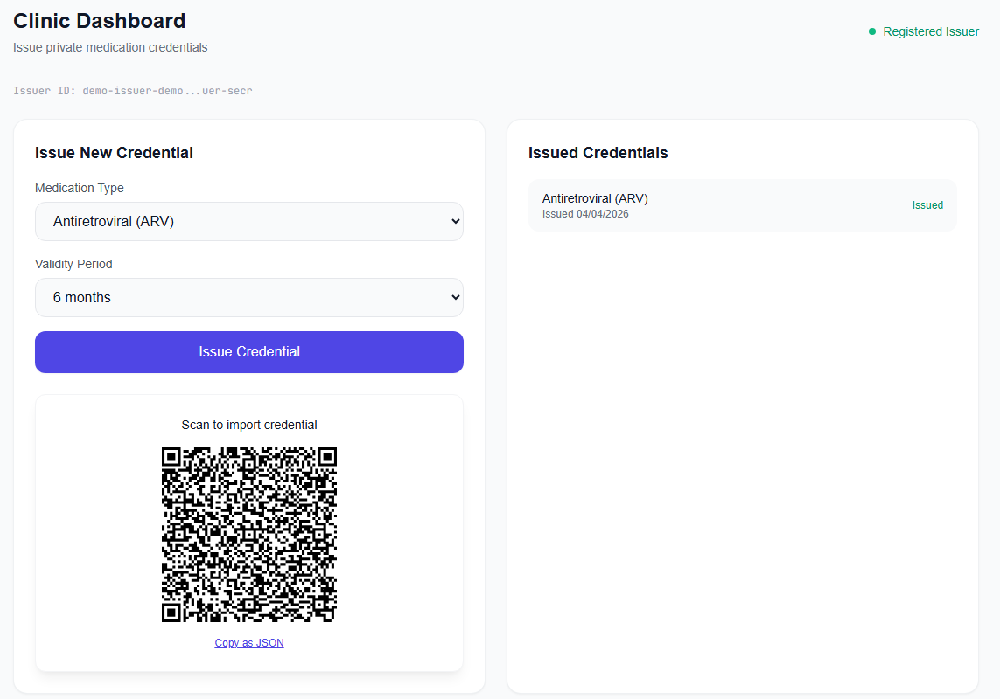 Clinic Dashboard
Issue private medication credentials
Registered Issuer
Issuer ID: demo-issuer-demo...uer-secr
Issue New Credential
Medication Type
Antiretroviral (ARV)
Validity Period
6 months
Issue Credential
Scan to import credential
Copy as JSON
Issued Credentials
Antiretroviral (ARV)
Issued 04/04/2026
Issued